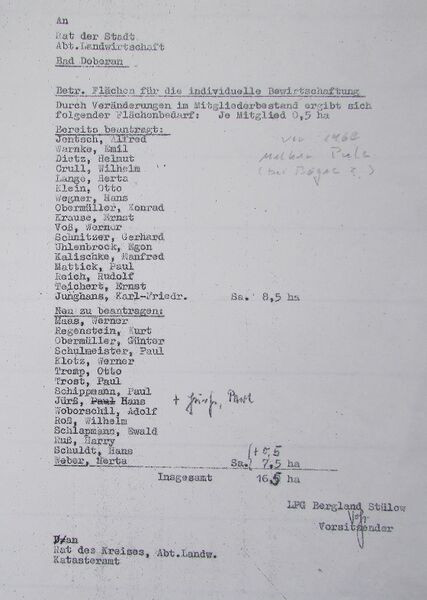 An
Rat der Stadt
Abt.Landwirtschaft
Bad Doberan
Betr. Flächen für die individuelle Bewirtschaftung
Durch Veränderungen im Mitgliederbestand ergibt sich
folgender Flächenbedarf: Je Mitglied 0,5 ha
Bereits beantragt:
Jentsch, Alfred
Warnke, Emil
Dietz, Helmut
Crull, Wilhelm
Lange, Herta
Klein, Otto
Wegner, Hans
Obermüller, Konrad
Krause, Ernst
Voß, Werner
Schnitzer, Gerhard
Uhlenbrock, Egon
Kalischke, Manfred
Mattick, Paul
Reich, Rudolf
Teichert, Ernst
Junghans, Karl-Friedr. Sa. 8,5 ha
Neu zu beantragen:
Maas, Werner
Regenstein, Kurt
Obermüller, Günter
Schulmeister, Paul
Klotz, Werner
Tromp, Otto
Trost, Paul
Schippmann, Paul
Jürß, Paul Hans + Paul
Woborschil, Adolf
Roß, Wilhelm
Schlapmann, Ewald
Ruß, Harry
Schuldt, Hans + 0,5
Weber, Herta Sa. 7,5 ha
Insgesamt 16,5 ha
LPG Bergland Stülow
Vorsitzender
D/an
Rat des Kreises, Abt.Landw.
Katasteramt